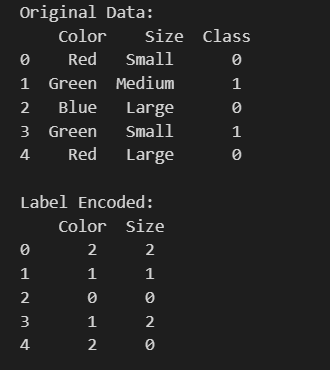 Original Data:
    Color    Size  Class
0    Red   Small      0
1  Green  Medium      1
2   Blue   Large      0
3  Green   Small      1
4    Red   Large      0

Label Encoded:
    Color  Size
0      2     2
1      1     1
2      0     0
3      1     2
4      2     0